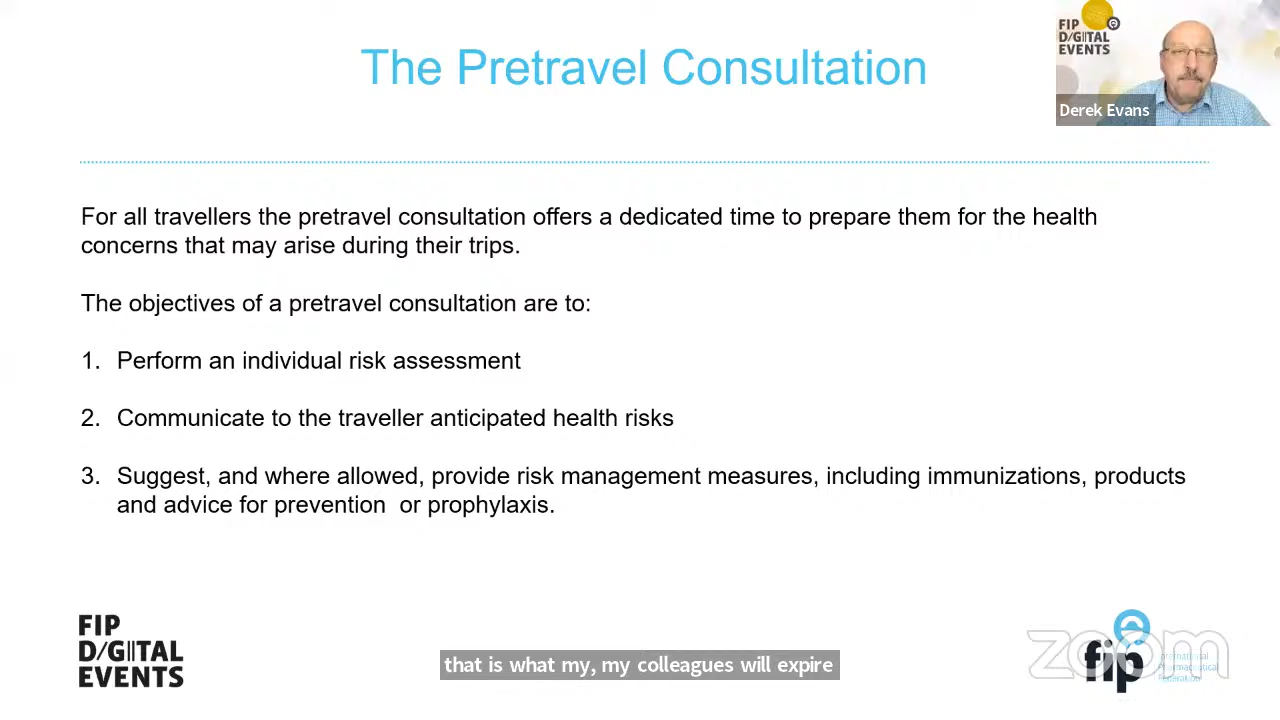 The Pretravel Consultation
FIP
D/GITAL
EVENTS
Derek Evans
For all travellers the pretravel consultation offers a dedicated time to prepare them for the health
concerns that may arise during their trips.
The objectives of a pretravel consultation are to:
1. Perform an individual risk assessment
2. Communicate to the traveller anticipated health risks
3. Suggest, and where allowed, provide risk management measures, including immunizations, products
and advice for prevention  or prophylaxis.
FIP
D/GITAL
EVENTS
that is what my, my colleagues will expire
zoom
fip
International
Pharmaceutical
Federation